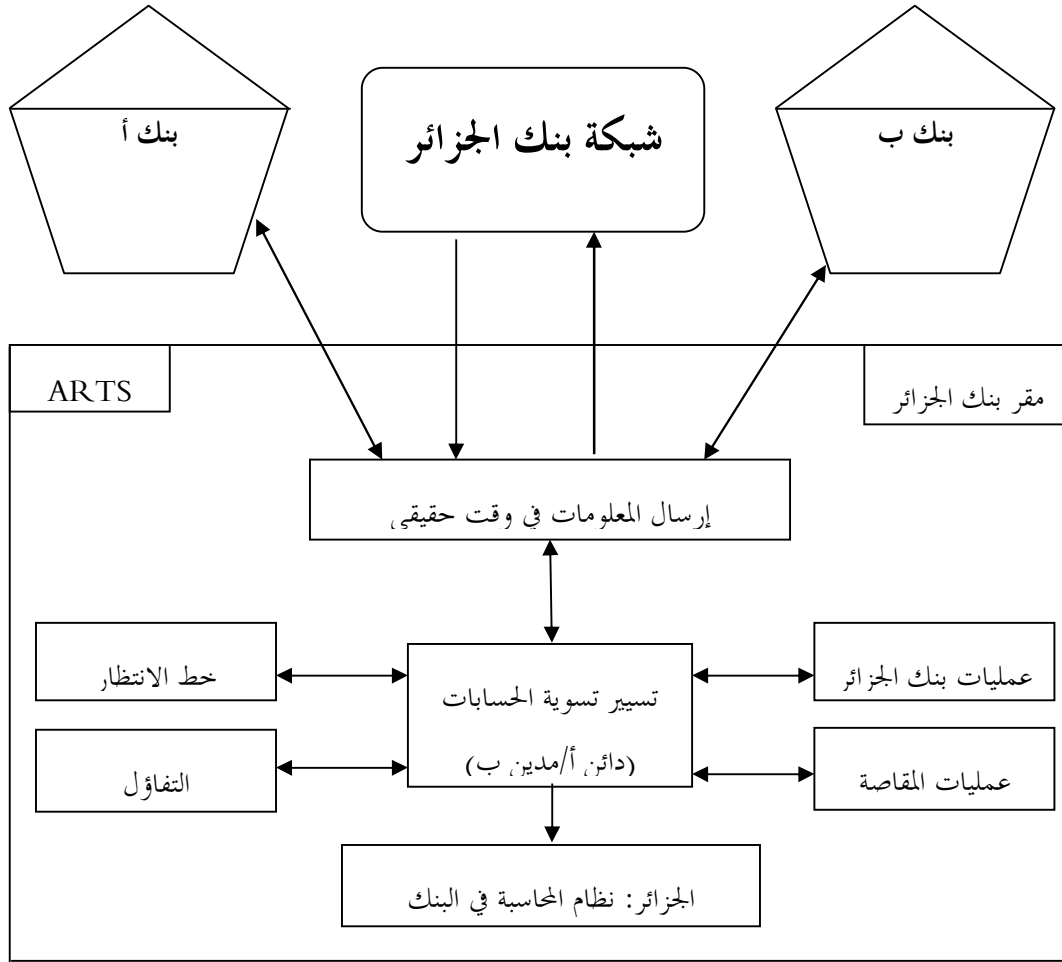 بنك أ
شبكة بنك الجزائر
بنك ب
ARTS
مقر بنك الجزائر
إرسال المعلومات في وقت حقيقي
خط الانتظار
تسيير تسوية الحسابات
(دائن أ/مدين ب)
عمليات بنك الجزائر
التفاؤل
عمليات المقاصة
الجزائر: نظام المحاسبة في البنك